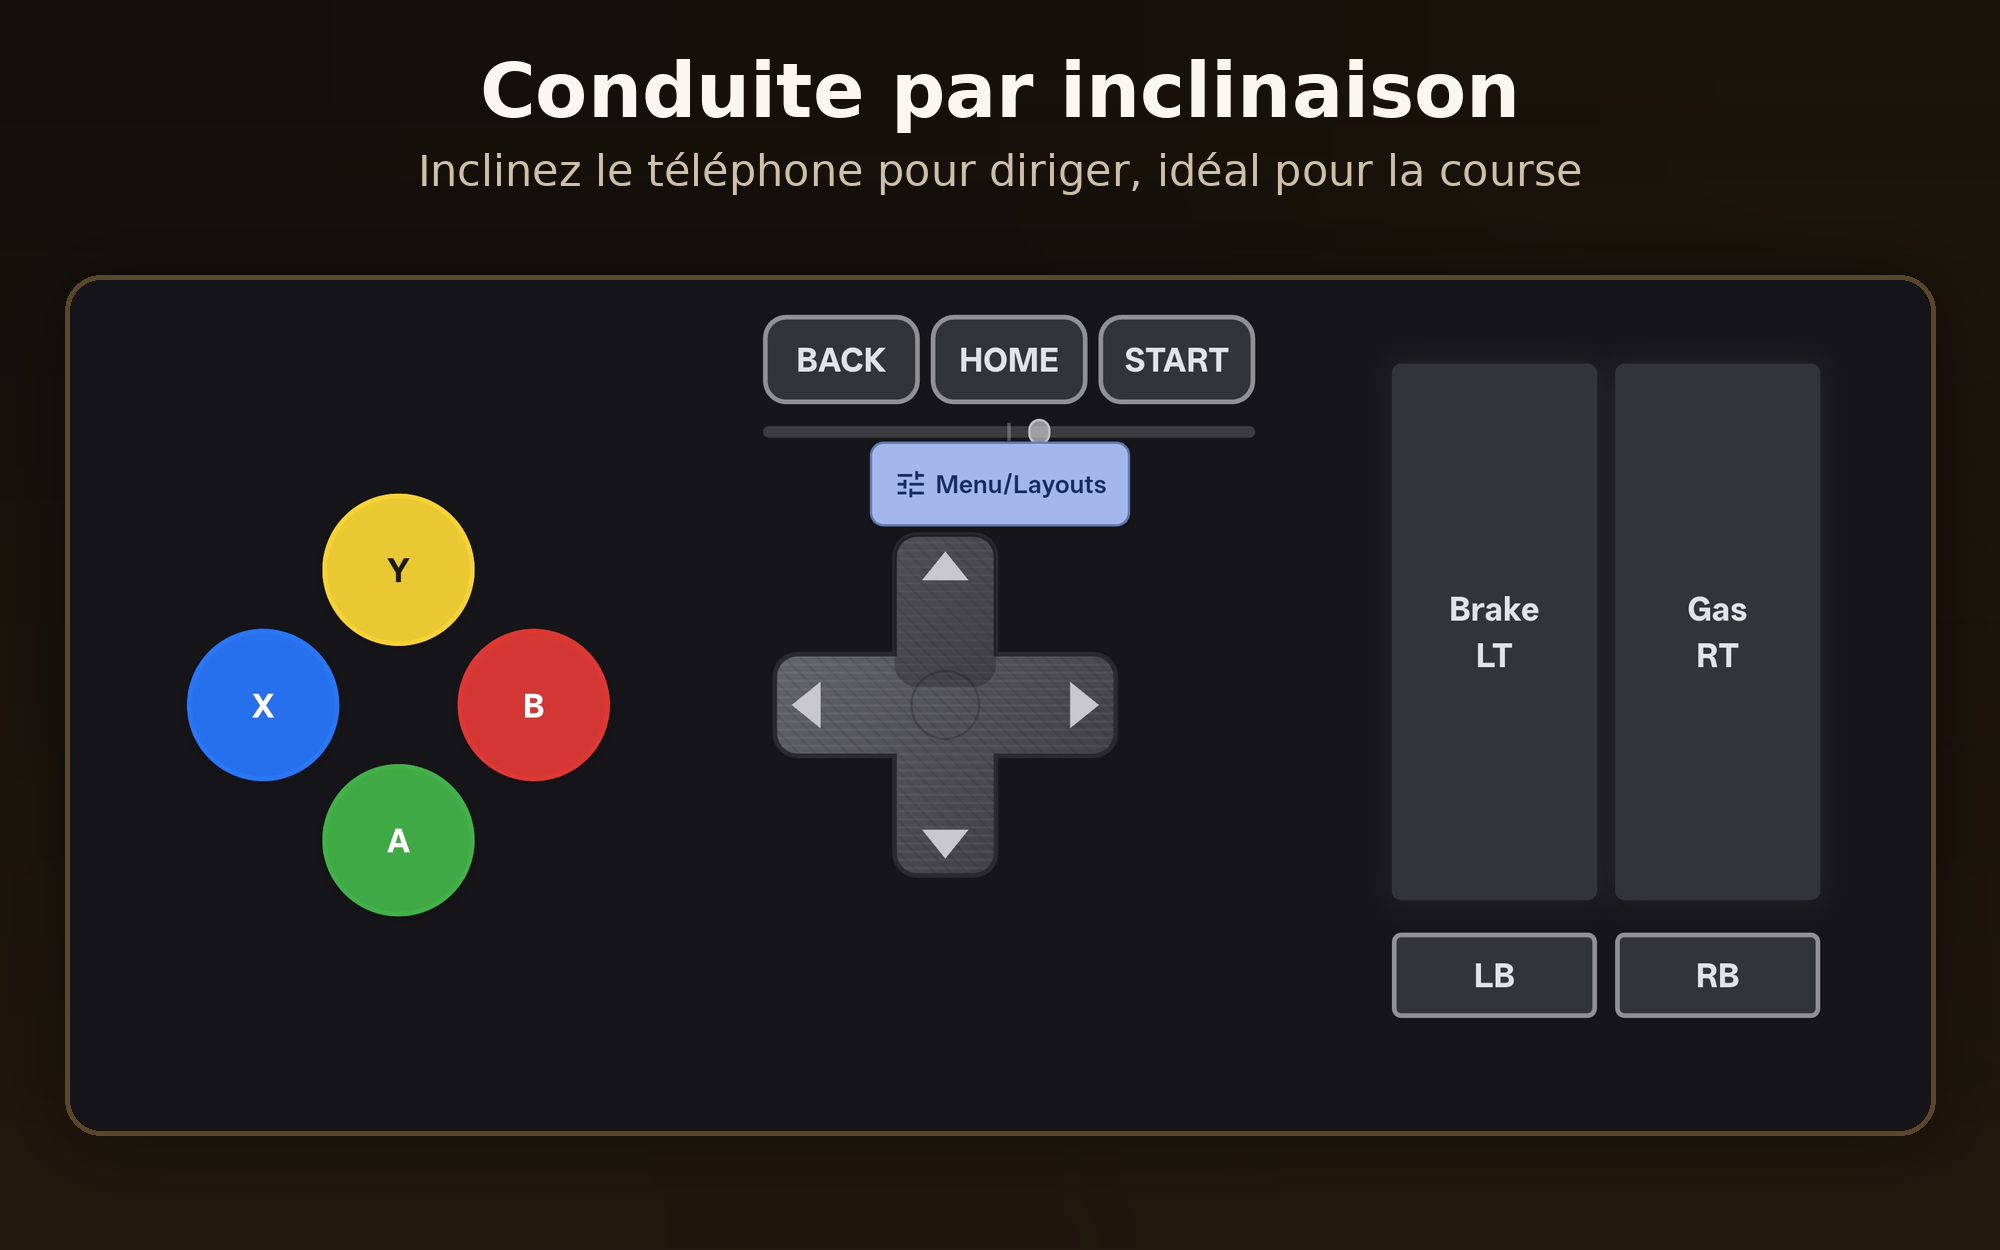 Conduite par inclinaison
Inclinez le téléphone pour diriger, idéal pour la course
BACK
HOME
START
Menu/Layouts
Y
X
B
A
Brake
LT
Gas
RT
LB
RB